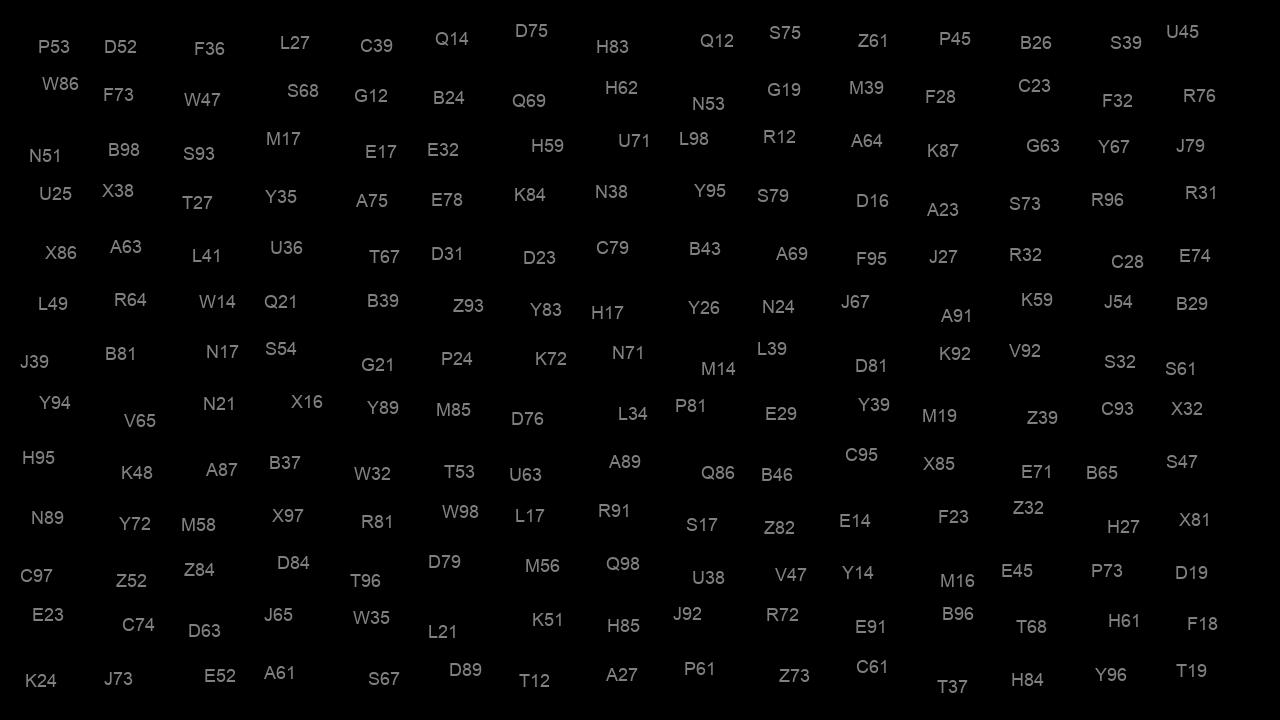 P53 D52 F36 L27 C39 Q14 D75 H83 Q12 S75 Z61 P45 B26 S39 U45
W86 F73 W47 S68 G12 B24 Q69 H62 N53 G19 M39 F28 C23 F32 R76
N51 B98 S93 M17 E17 E32 H59 U71 L98 R12 A64 K87 G63 Y67 J79
U25 X38 T27 Y35 A75 E78 K84 N38 Y95 S79 D16 A23 S73 R96 R31
X86 A63 L41 U36 T67 D31 D23 C79 B43 A69 F95 J27 R32 C28 E74
L49 R64 W14 Q21 B39 Z93 Y83 H17 Y26 N24 J67 A91 K59 J54 B29
J39 B81 N17 S54 G21 P24 K72 N71 M14 L39 D81 K92 V92 S32 S61
Y94 V65 N21 X16 Y89 M85 D76 L34 P81 E29 Y39 M19 Z39 C93 X32
H95 K48 A87 B37 W32 T53 U63 A89 Q86 B46 C95 X85 E71 B65 S47
N89 Y72 M58 X97 R81 W98 L17 R91 S17 Z82 E14 F23 Z32 H27 X81
C97 Z52 Z84 D84 T96 D79 M56 Q98 U38 V47 Y14 M16 E45 P73 D19
E23 C74 D63 J65 W35 L21 K51 H85 J92 R72 E91 B96 T68 H61 F18
K24 J73 E52 A61 S67 D89 T12 A27 P61 Z73 C61 T37 H84 Y96 T19